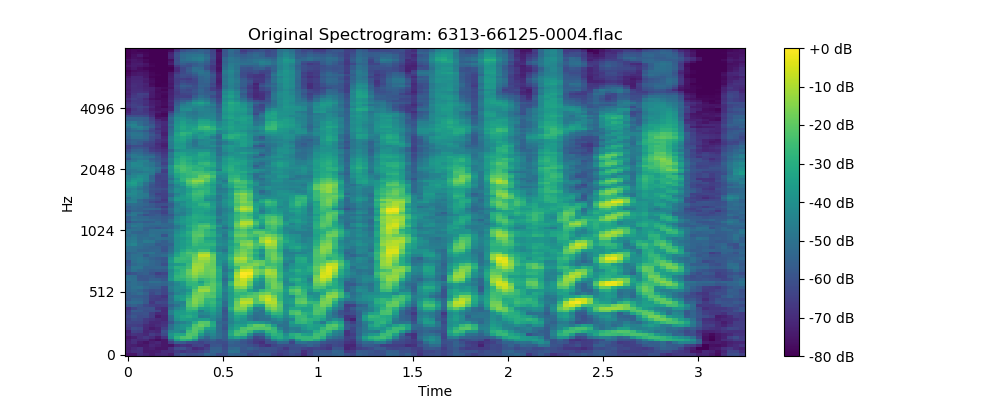 Original Spectrogram: 6313-66125-0004.flac
Hz
4096
2048
1024
512
0
0 0.5 1 1.5 2 2.5 3
Time
+0 dB
-10 dB
-20 dB
-30 dB
-40 dB
-50 dB
-60 dB
-70 dB
-80 dB